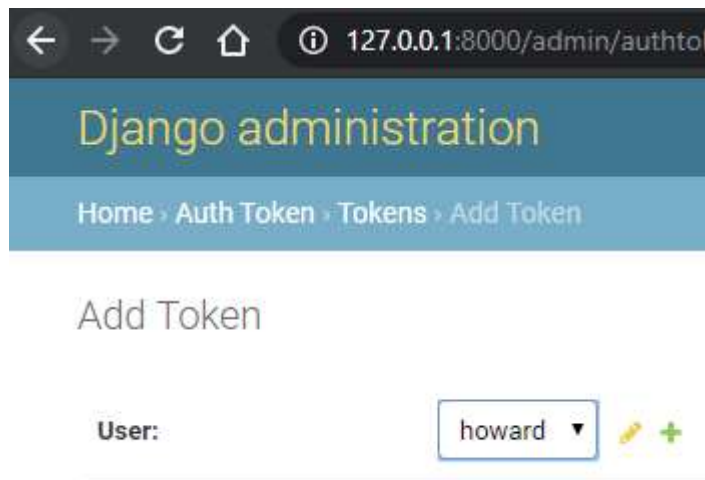 127.0.0.1:8000/admin/authto
Django administration
Home › Auth Token › Tokens › Add Token
Add Token
User: howard